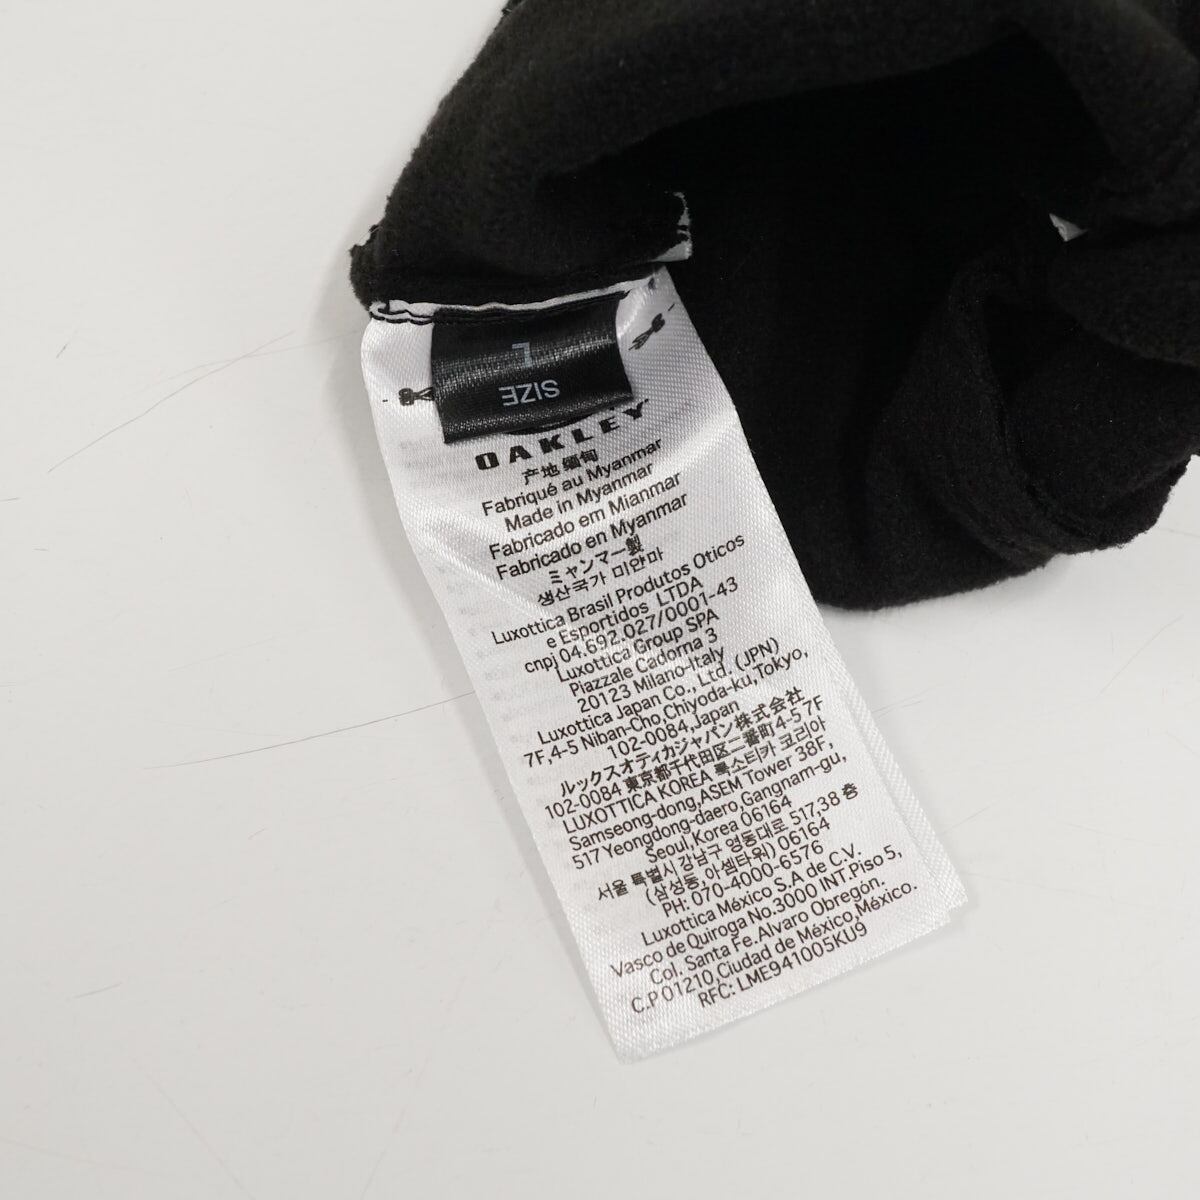 L
SIZE
OAKLEY
产地 缅甸
Fabriqué au Myanmar
Made in Myanmar
Fabricado em Mianmar
Fabricado en Myanmar
ミャンマー製
생산국가 미얀마
Luxottica Brasil Produtos Oticos
e Esportidos LTDA
cnpj 04.692.027/0001-43
Luxottica Group SPA
Piazzale Cadorna 3
20123 Milano-Italy
Luxottica Japan Co., Ltd. (JPN)
7F,4-5 Niban-Cho,Chiyoda-ku,Tokyo,
102-0084,Japan
ルックスオティカジャパン株式会社
102-0084 東京都千代田区二番町4-5 7F
LUXOTTICA KOREA 룩소티카 코리아
Samseong-dong,ASEM Tower 38F,
517 Yeongdong-daero,Gangnam-gu,
Seoul,Korea 06164
서울 특별시 강남구 영동대로 517,38 층
(삼성동,아셈타워) 06164
PH: 070-4000-6576
Luxottica México S.A de C.V.
Vasco de Quiroga No.3000 INT.Piso 5,
Col. Santa Fe.Alvaro Obregón.
C.P 01210,Ciudad de México,México.
RFC: LME941005KU9